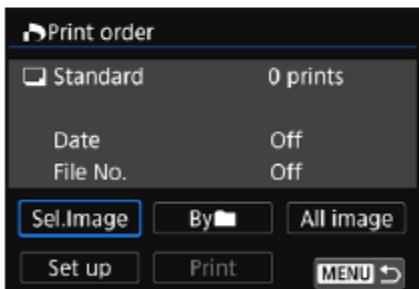 Print order
Standard 0 prints
Date Off
File No. Off
Sel.Image By All image
Set up Print MENU